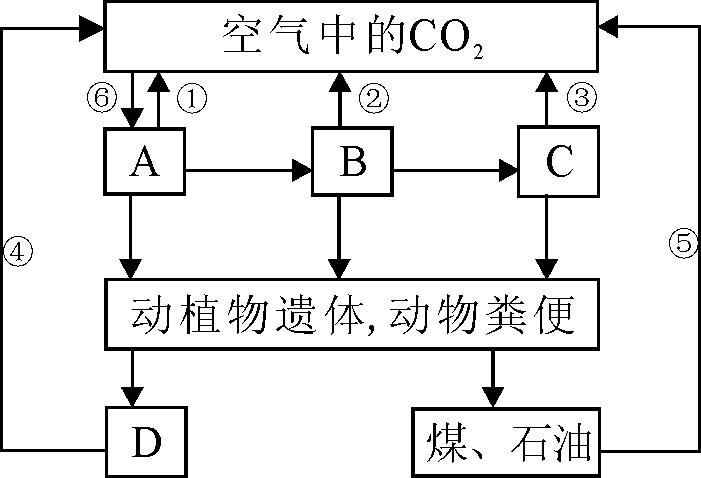 空气中的CO₂
⑥ ① ② ③
A B C
④ ⑤
动植物遗体,动物粪便
D 煤、石油